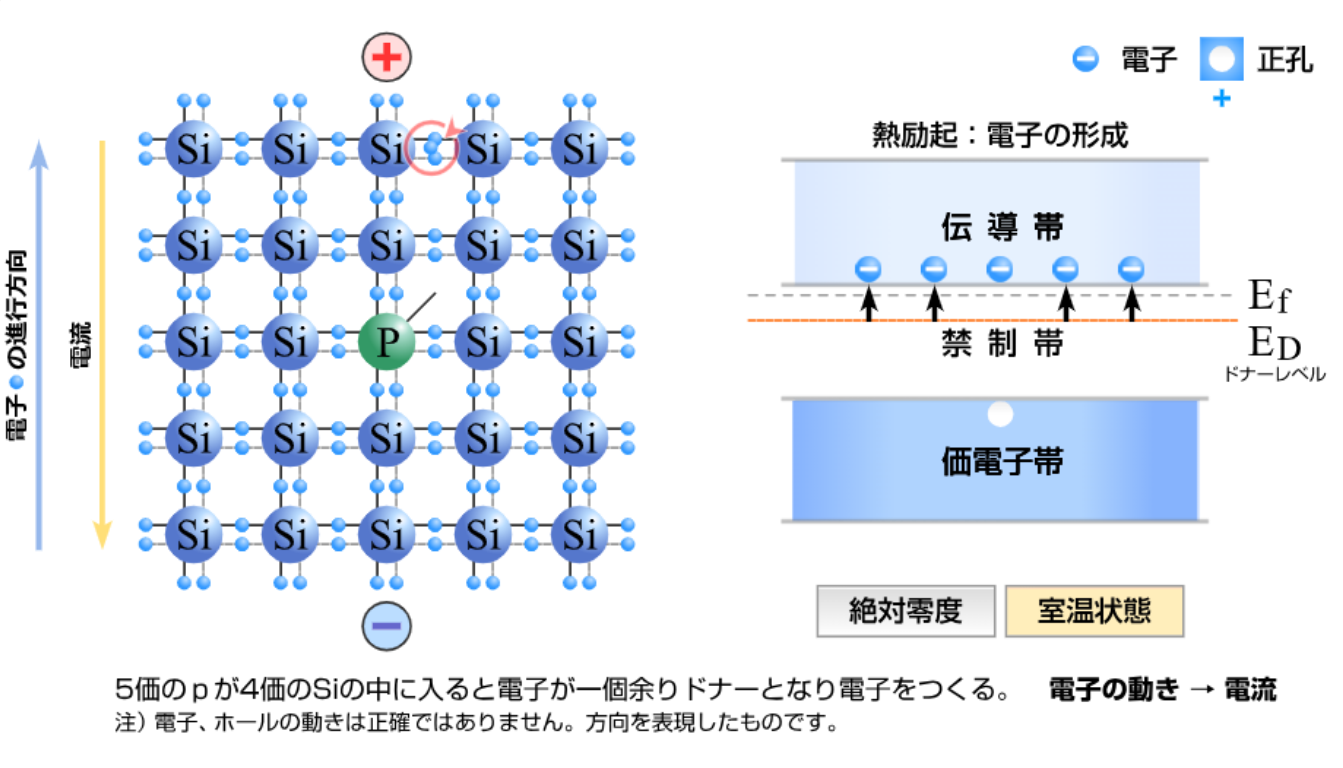 +
電子
正孔
+
熱励起：電子の形成
Si Si Si Si Si
伝導帯
Si Si Si Si Si
電子 の進行方向
電流
Ef
Si Si P Si Si
禁制帯
ED
ドナーレベル
Si Si Si Si Si
価電子帯
Si Si Si Si Si
−
絶対零度
室温状態
5価のpが4価のSiの中に入ると電子が一個余りドナーとなり電子をつくる。 電子の動き → 電流
注）電子、ホールの動きは正確ではありません。方向を表現したものです。